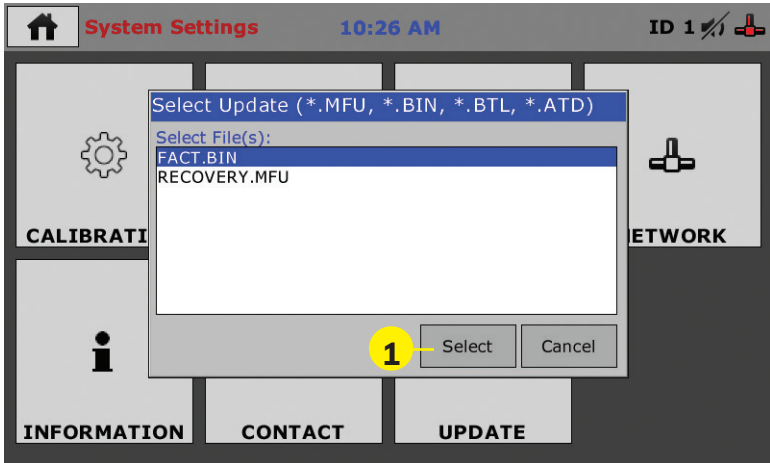 System Settings 10:26 AM ID 1
Select Update (*.MFU, *.BIN, *.BTL, *.ATD)
Select File(s):
FACT.BIN
RECOVERY.MFU
CALIBRATI ETWORK
1 Select Cancel
INFORMATION CONTACT UPDATE